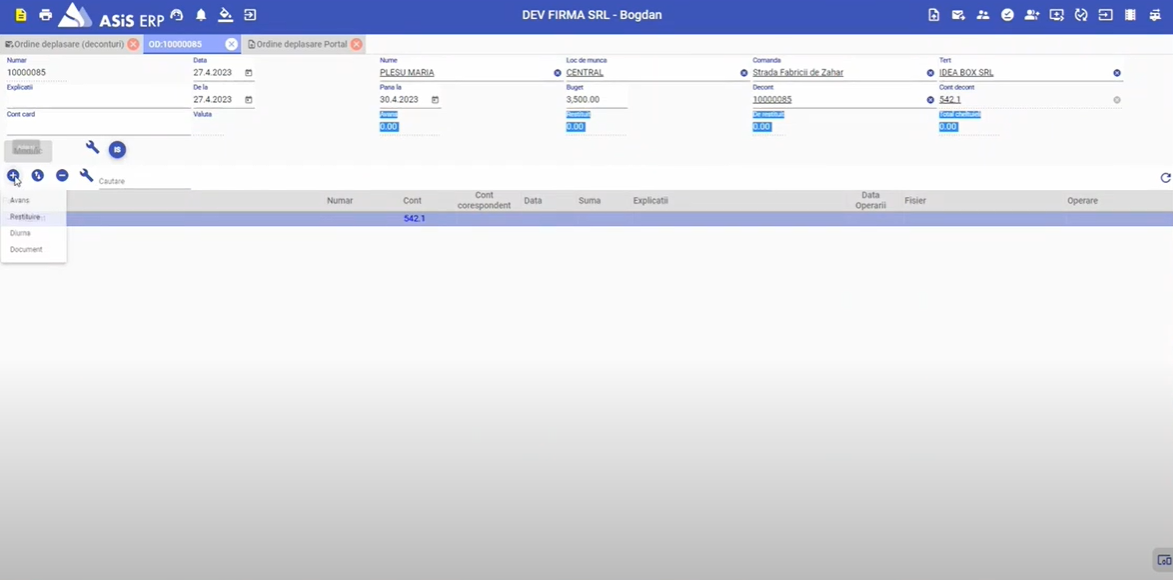 ASiS ERP
DEV FIRMA SRL - Bogdan
Ordine deplasare (deconturi)
OD:10000085
Ordine deplasare Portal
Numar
Data
Nume
Loc de munca
Comanda
Tert
10000085
27.4.2023
PLESU MARIA
CENTRAL
Strada Fabricii de Zahar
IDEA BOX SRL
Explicatii
De la
Pana la
Buget
Decont
Cont decont
27.4.2023
30.4.2023
3,500.00
10000085
542.1
Cont card
Valuta
Avans
Restituit
De restituit
Total cheltuieli
0.00
0.00
0.00
0.00
Cautare
Numar
Cont
Cont corespondent
Data
Suma
Explicatii
Data Operarii
Fisier
Operare
542.1
Avans
Restituire
Diurna
Document